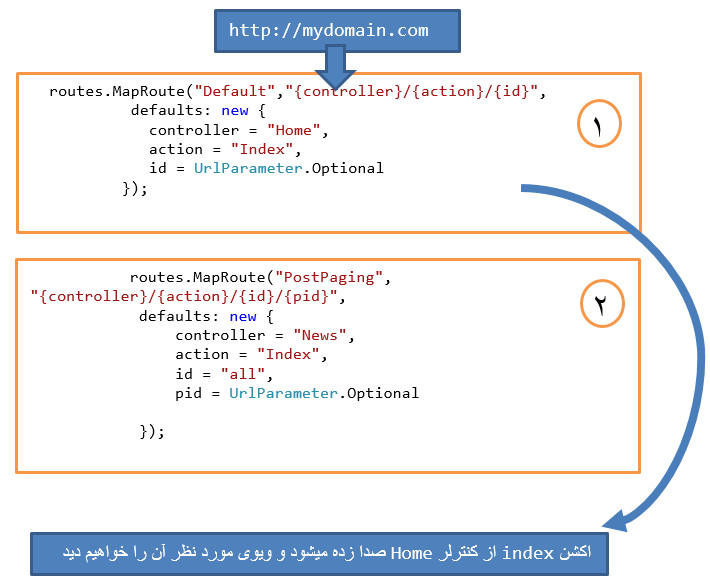 http://mydomain.com
routes.MapRoute("Default","{controller}/{action}/{id}",
defaults: new {
controller = "Home",
action = "Index",
id = UrlParameter.Optional
});
۱
routes.MapRoute("PostPaging",
"{controller}/{action}/{id}/{pid}",
defaults: new {
controller = "News",
action = "Index",
id = "all",
pid = UrlParameter.Optional
});
۲
اکشن index از کنترلر Home صدا زده میشود و ویوی مورد نظر آن را خواهیم دید